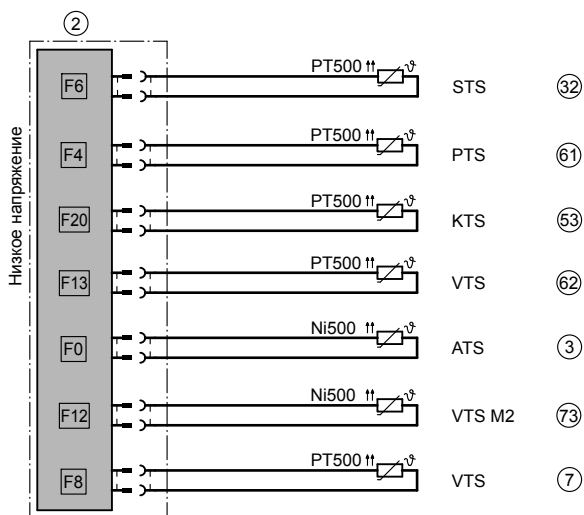 2
Низкое напряжение
F6 PT500 ϑ STS 32
F4 PT500 ϑ PTS 61
F20 PT500 ϑ KTS 53
F13 PT500 ϑ VTS 62
F0 Ni500 ϑ ATS 3
F12 Ni500 ϑ VTS M2 73
F8 PT500 ϑ VTS 7